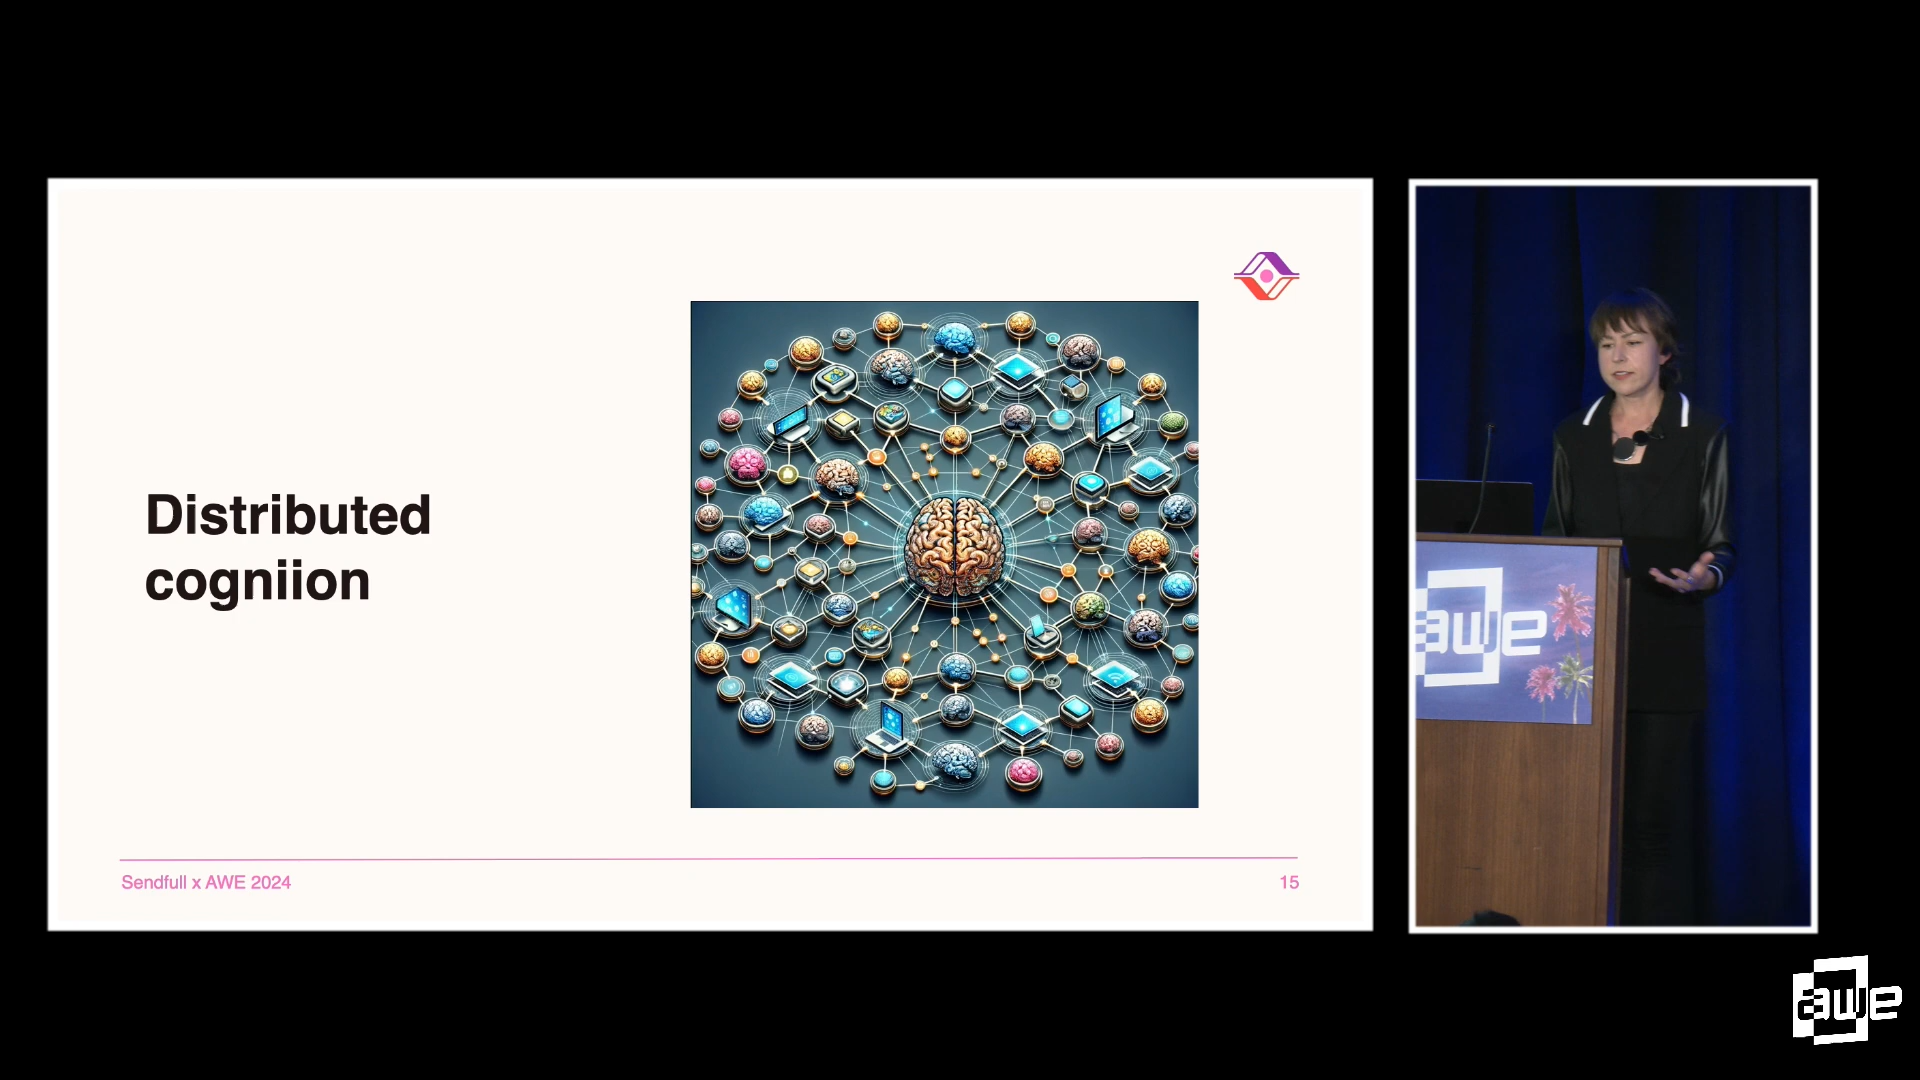 Distributed
cogniion
Sendfull x AWE 2024
15
awe
awe